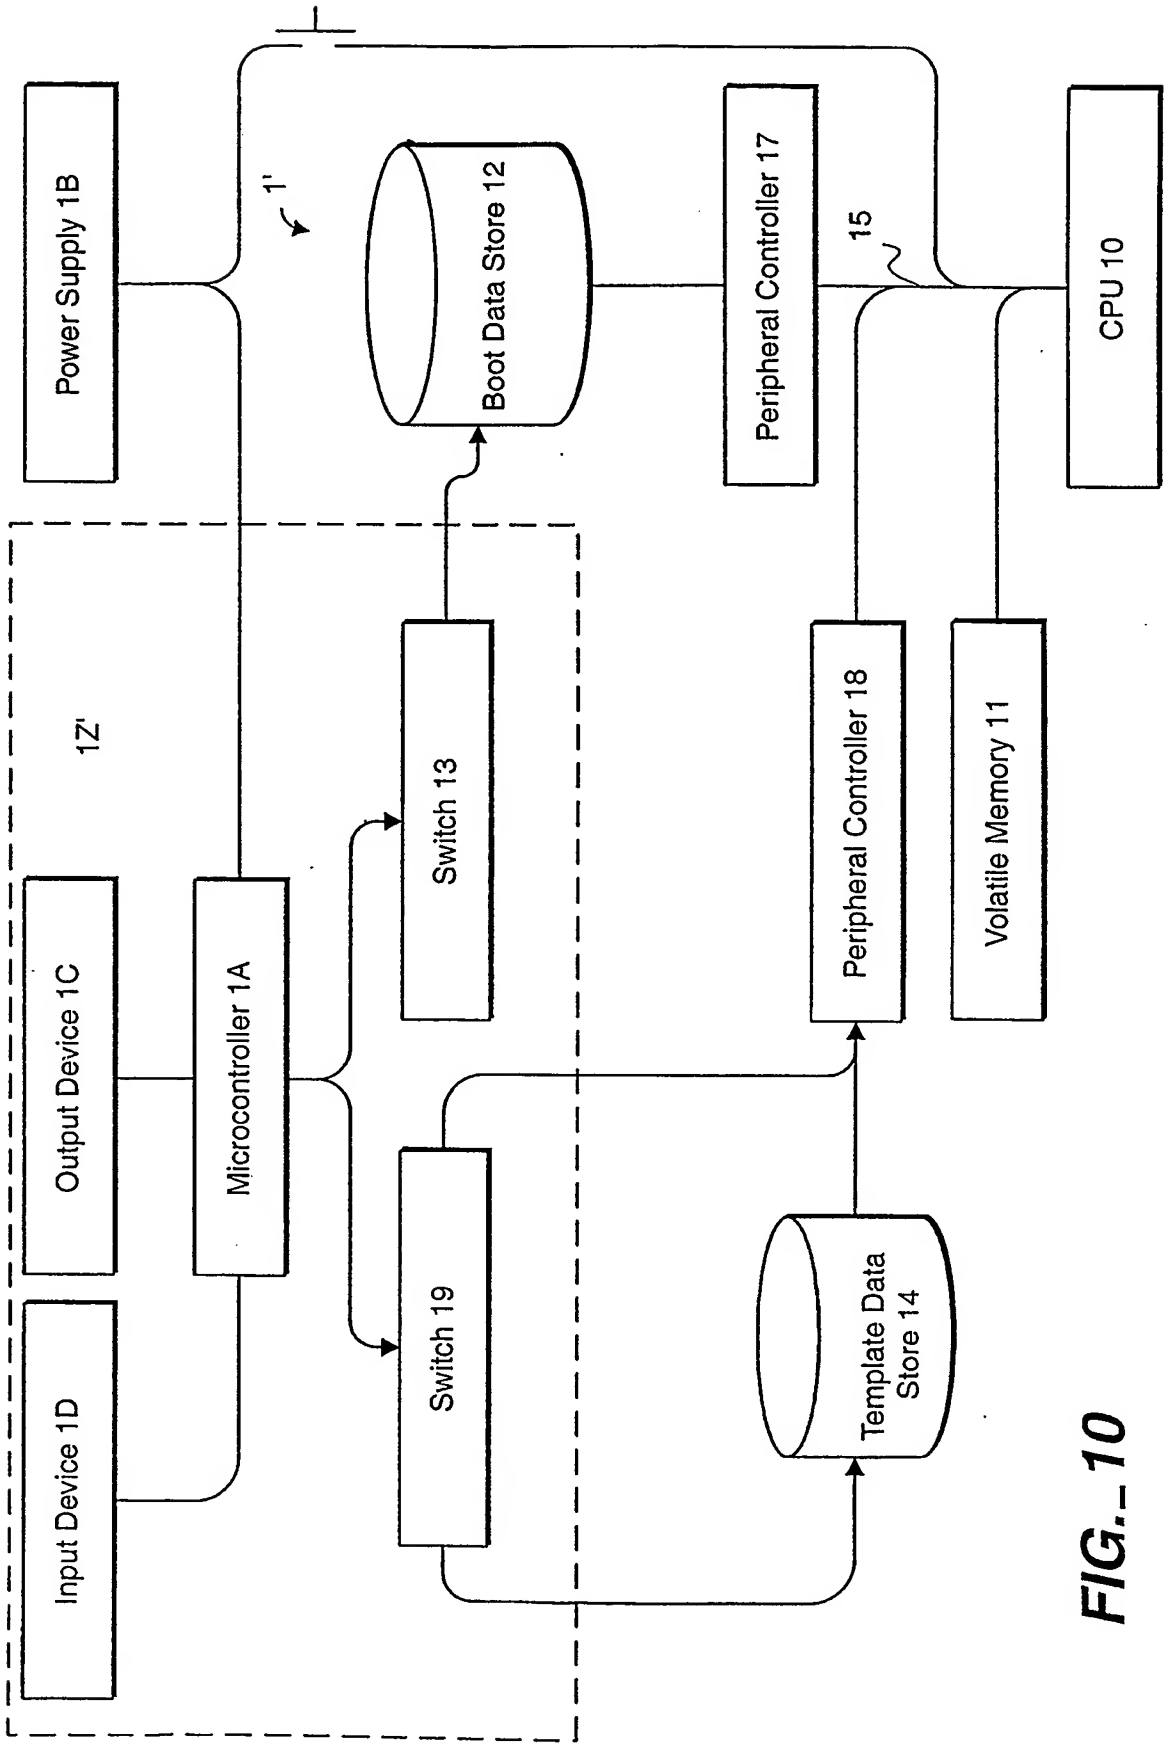 Input Device 1D
Output Device 1C
Power Supply 1B
1Z'
Microcontroller 1A
1'
Switch 19
Switch 13
Boot Data Store 12
Template Data
Store 14
Peripheral Controller 18
Peripheral Controller 17
15
Volatile Memory 11
CPU 10
FIG._10